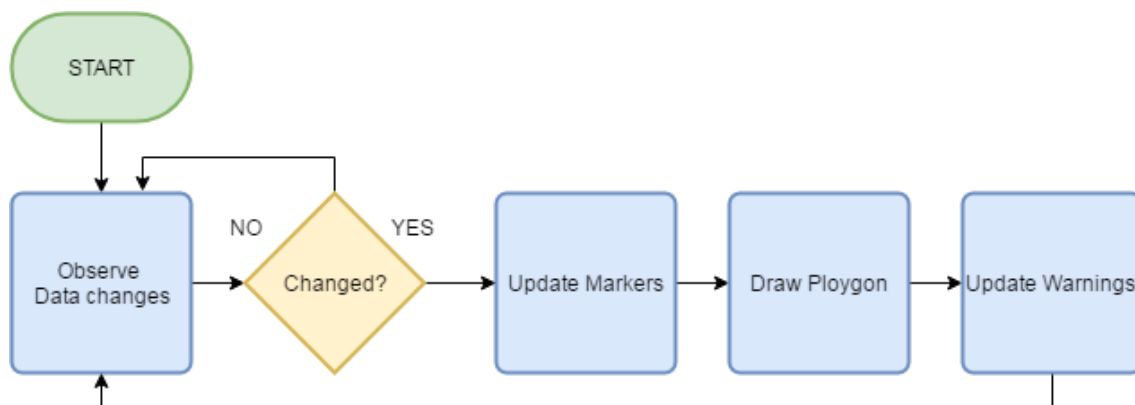 START
NO
YES
Observe
Data changes
Changed?
Update Markers
Draw Ploygon
Update Warnings